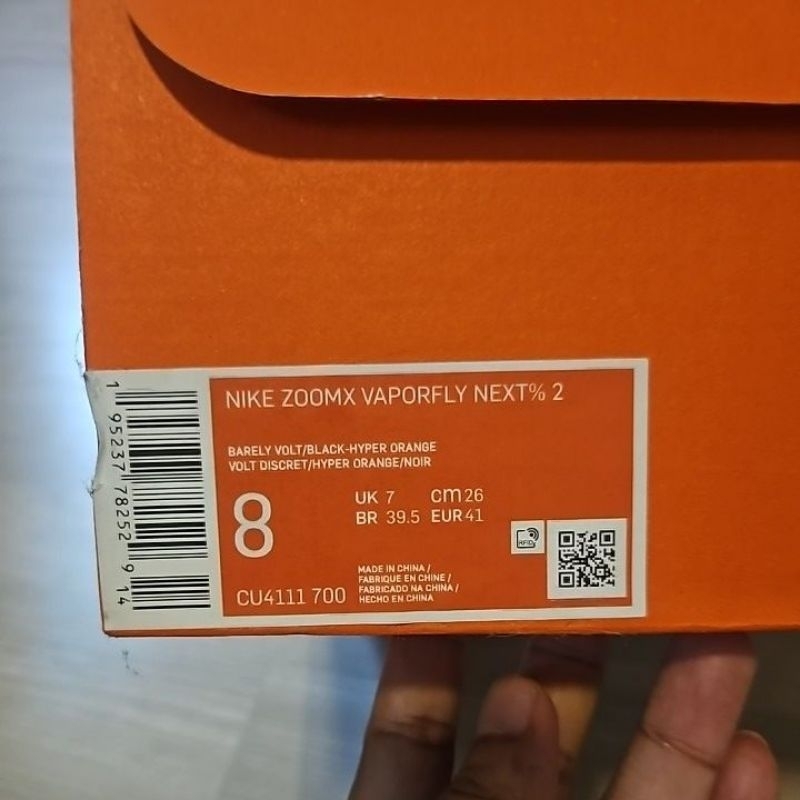 NIKE ZOOMX VAPORFLY NEXT% 2
BARELY VOLT/BLACK-HYPER ORANGE
VOLT DISCRET/HYPER ORANGE/NOIR
8
UK 7 cm 26
BR 39.5 EUR 41
RFID
CU4111 700
MADE IN CHINA /
FABRIQUE EN CHINE /
FABRICADO NA CHINA /
HECHO EN CHINA
1 95237 78252 9 14